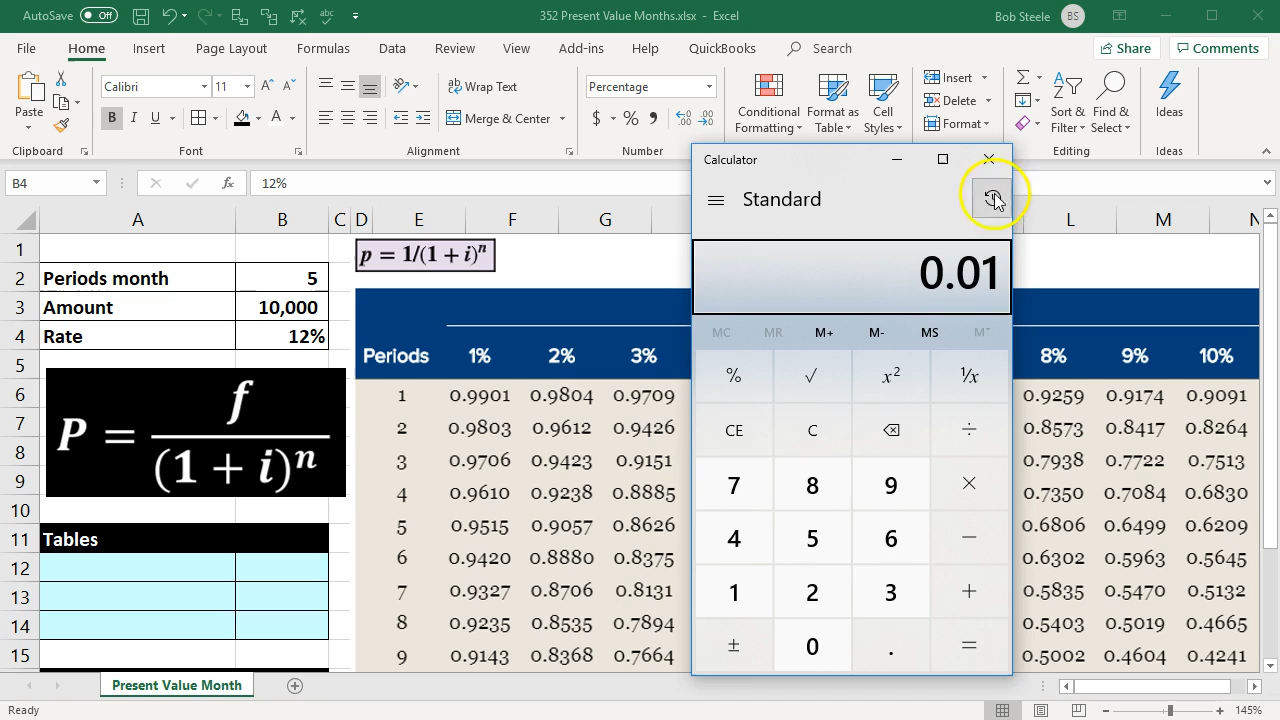 AutoSave Off
352 Present Value Months.xlsx - Excel
Bob Steele BS
File Home Insert Page Layout Formulas Data Review View Add-ins Help QuickBooks Search Share Comments
Paste
Clipboard
Calibri 11
B I U A
Font
Wrap Text
Merge & Center
Alignment
Percentage
$ % ,
Number
Conditional Formatting
Format as Table
Cell Styles
Insert
Delete
Format
Sort & Filter
Find & Select
Editing
Ideas
Ideas
B4 fx 12%
A B C D E F G L M N
1 p = 1/(1 + i)^n
2 Periods month 5
3 Amount 10,000
4 Rate 12%
5 Periods 1% 2% 3% 8% 9% 10%
P = f / (1 + i)^n
6 1 0.9901 0.9804 0.9709 0.9259 0.9174 0.9091
7 2 0.9803 0.9612 0.9426 0.8573 0.8417 0.8264
8 3 0.9706 0.9423 0.9151 0.7938 0.7722 0.7513
9 4 0.9610 0.9238 0.8885 0.7350 0.7084 0.6830
10 5 0.9515 0.9057 0.8626 0.6806 0.6499 0.6209
11 Tables
12 6 0.9420 0.8880 0.8375 0.6302 0.5963 0.5645
13 7 0.9327 0.8706 0.8131 0.5835 0.5470 0.5132
14 8 0.9235 0.8535 0.7894 0.5403 0.5019 0.4665
15 9 0.9143 0.8368 0.7664 0.5002 0.4604 0.4241
Calculator
Standard
0.01
MC MR M+ M- MS M˅
% √ x² ¹/x
CE C ÷
7 8 9 ×
4 5 6 −
1 2 3 +
± 0 . =
Present Value Month
Ready
145%